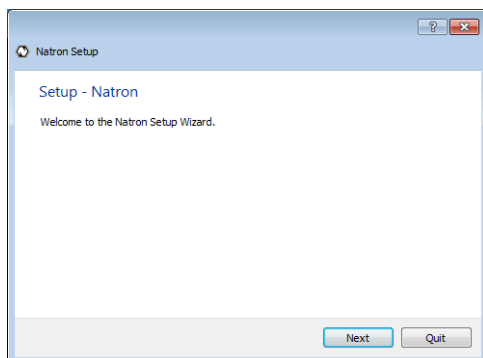 ?
Natron Setup
Setup - Natron
Welcome to the Natron Setup Wizard.
Next Quit